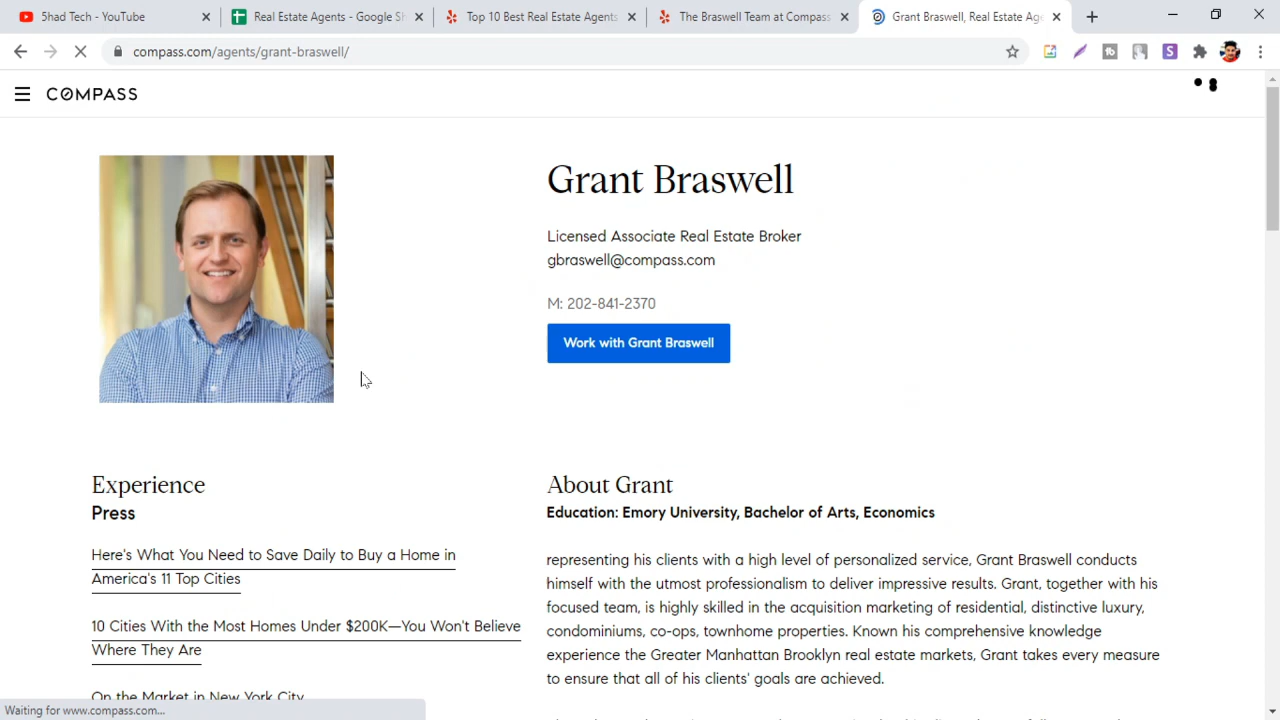 5had Tech - YouTube
Real Estate Agents - Google Sh
Top 10 Best Real Estate Agents
The Braswell Team at Compass
Grant Braswell, Real Estate Age
compass.com/agents/grant-braswell/
COMPASS
Grant Braswell
Licensed Associate Real Estate Broker
gbraswell@compass.com
M: 202-841-2370
Work with Grant Braswell
Experience
Press
Here's What You Need to Save Daily to Buy a Home in
America's 11 Top Cities
10 Cities With the Most Homes Under $200K—You Won't Believe
Where They Are
On the Market in New York City
About Grant
Education: Emory University, Bachelor of Arts, Economics
representing his clients with a high level of personalized service, Grant Braswell conducts
himself with the utmost professionalism to deliver impressive results. Grant, together with his
focused team, is highly skilled in the acquisition marketing of residential, distinctive luxury,
condominiums, co-ops, townhome properties. Known his comprehensive knowledge
experience the Greater Manhattan Brooklyn real estate markets, Grant takes every measure
to ensure that all of his clients' goals are achieved.
Waiting for www.compass.com...